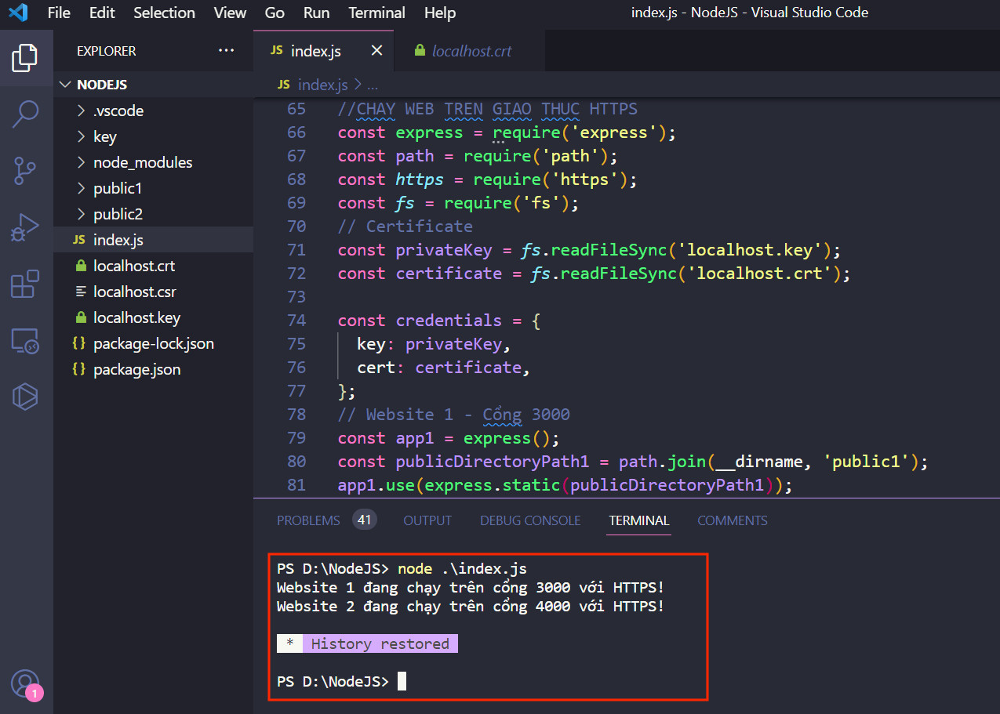 File Edit Selection View Go Run Terminal Help
index.js - NodeJS - Visual Studio Code
EXPLORER ...
NODEJS
.vscode
key
node_modules
public1
public2
JS index.js
localhost.crt
localhost.csr
localhost.key
{} package-lock.json
{} package.json
1
JS index.js
localhost.crt
JS index.js > ...
65 //CHAY WEB TREN GIAO THUC HTTPS
66 const express = require('express');
67 const path = require('path');
68 const https = require('https');
69 const fs = require('fs');
70 // Certificate
71 const privateKey = fs.readFileSync('localhost.key');
72 const certificate = fs.readFileSync('localhost.crt');
73
74 const credentials = {
75 key: privateKey,
76 cert: certificate,
77 };
78 // Website 1 - Cổng 3000
79 const app1 = express();
80 const publicDirectoryPath1 = path.join(__dirname, 'public1');
81 app1.use(express.static(publicDirectoryPath1));
PROBLEMS 41 OUTPUT DEBUG CONSOLE TERMINAL COMMENTS
PS D:\NodeJS> node .\index.js
Website 1 đang chạy trên cổng 3000 với HTTPS!
Website 2 đang chạy trên cổng 4000 với HTTPS!
* History restored
PS D:\NodeJS>